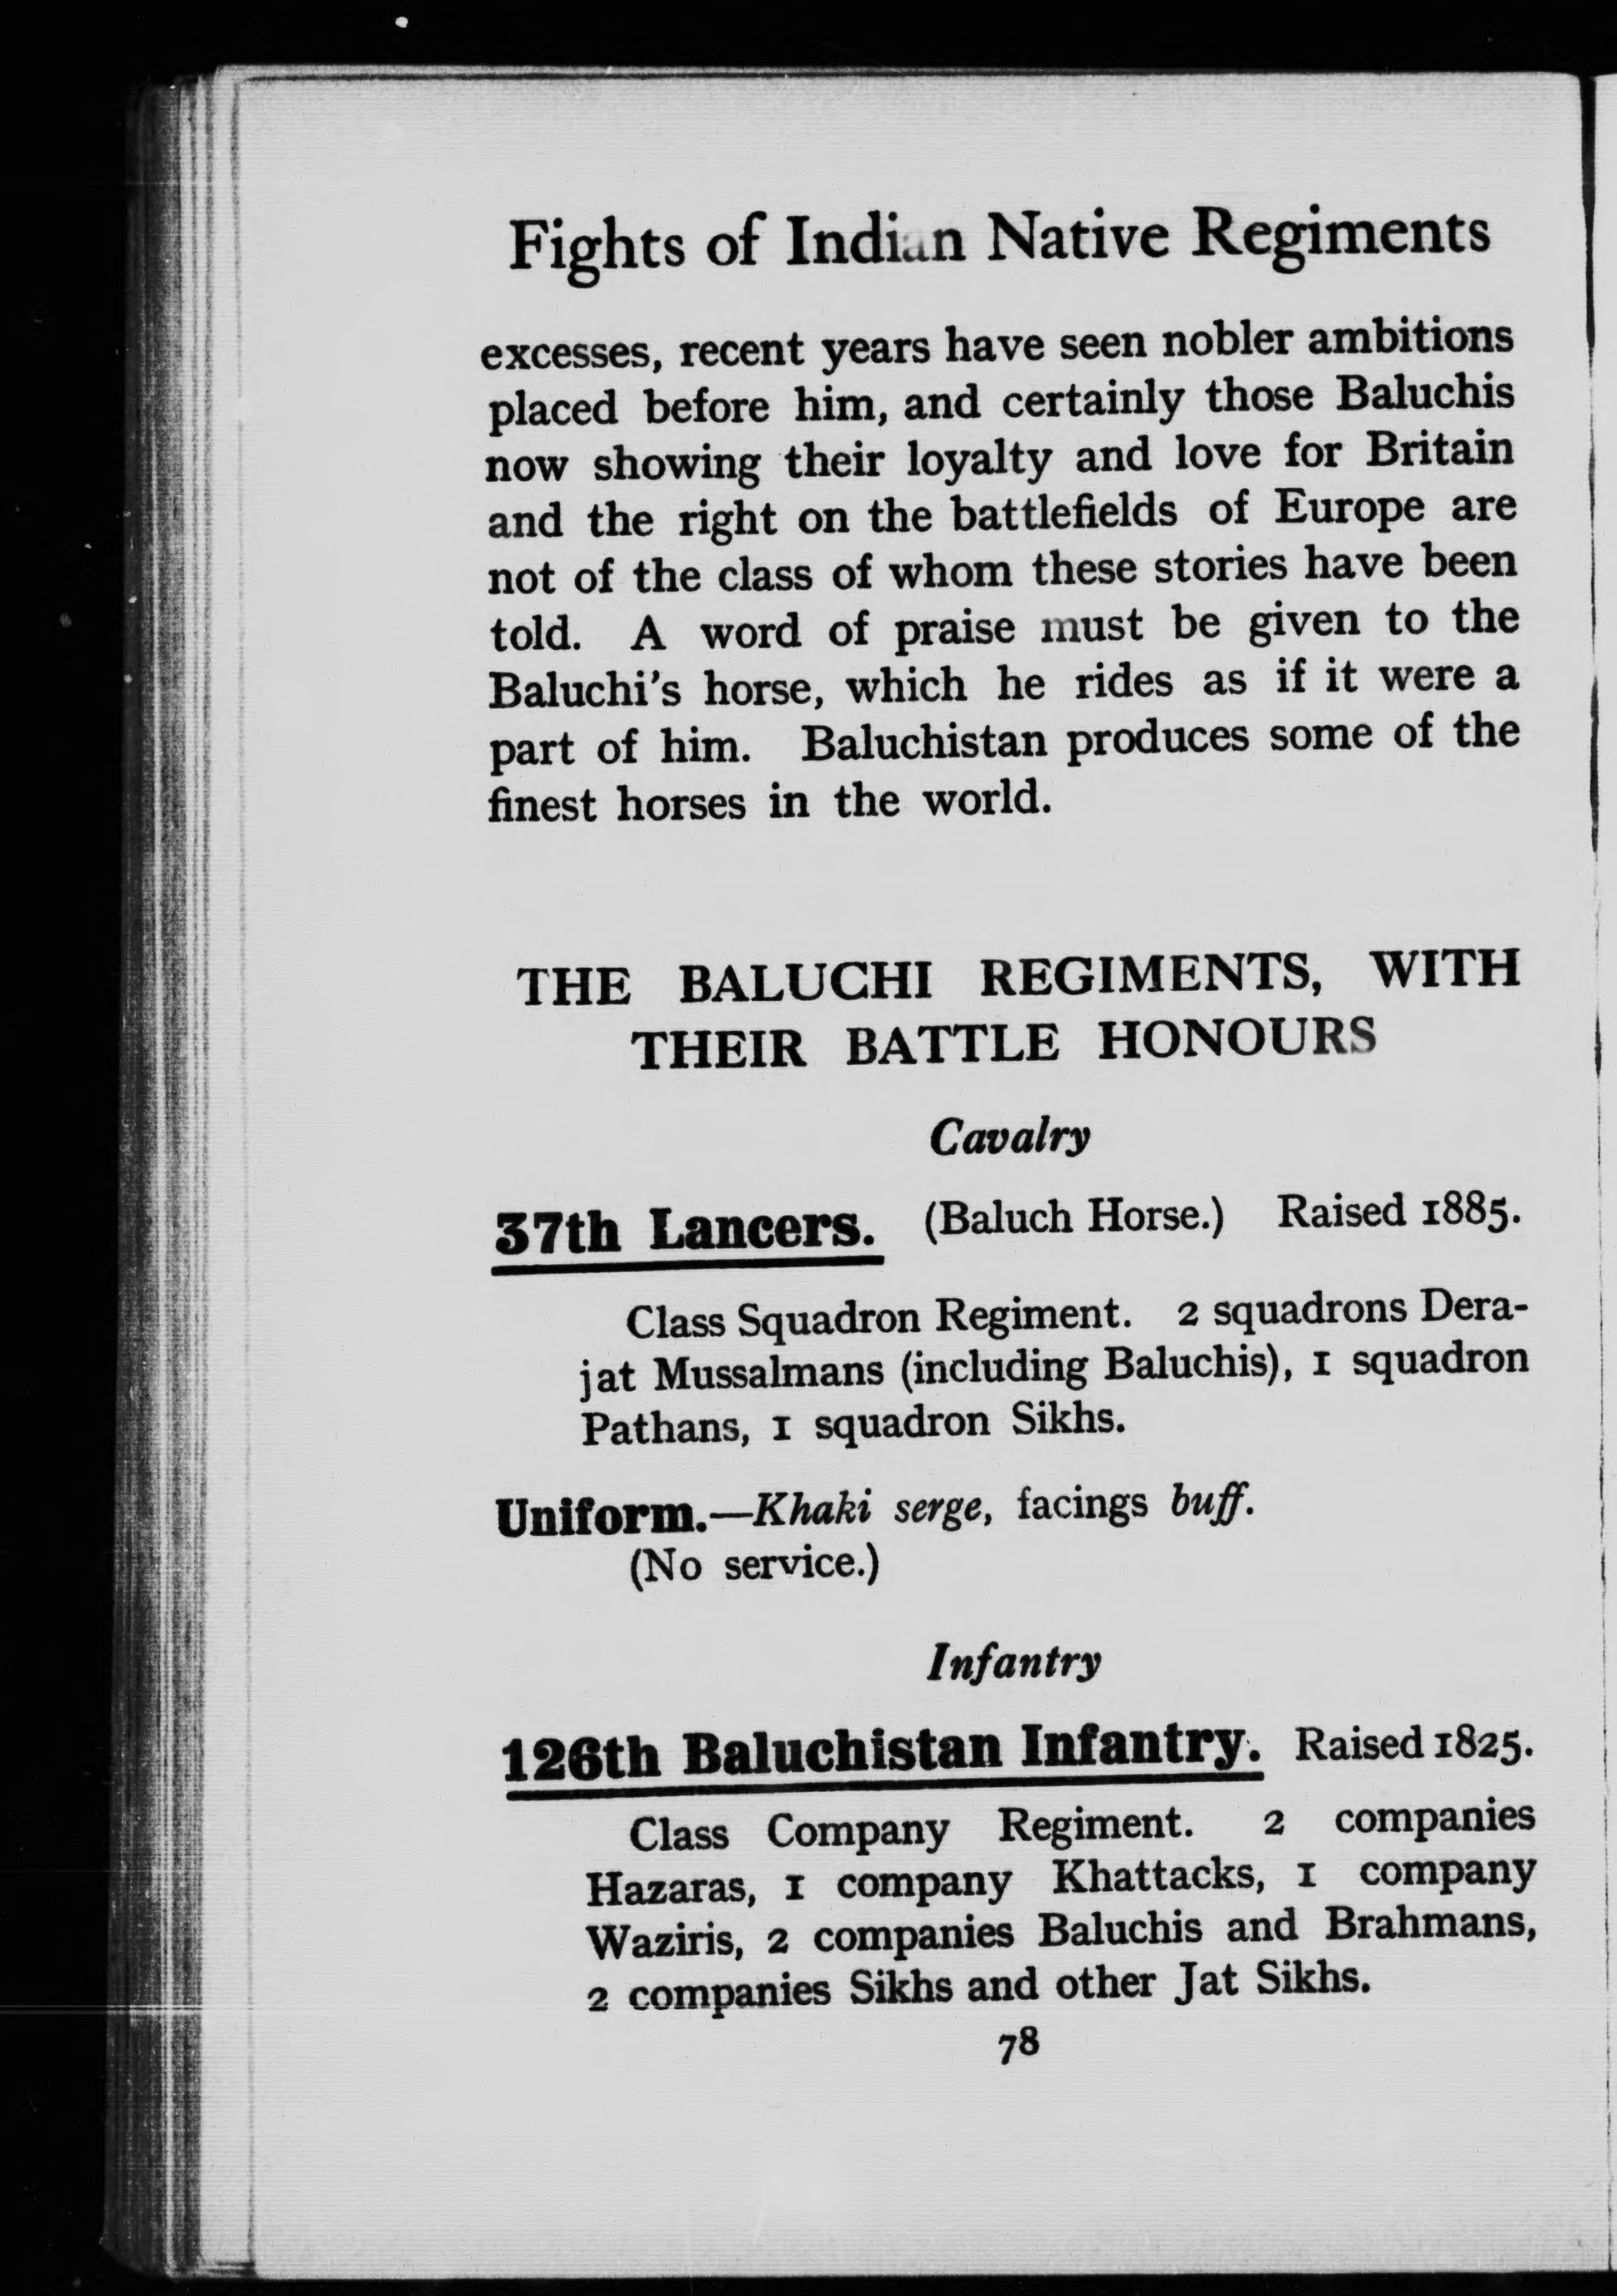 Fights of Indian Native Regiments
excesses, recent years have seen nobler ambitions
placed before him, and certainly those Baluchis
now showing their loyalty and love for Britain
and the right on the battlefields of Europe are
not of the class of whom these stories have been
told. A word of praise must be given to the
Baluchi's horse, which he rides as if it were a
part of him. Baluchistan produces some of the
finest horses in the world.
THE BALUCHI REGIMENTS, WITH
THEIR BATTLE HONOURS
Cavalry
37th Lancers. (Baluch Horse.) Raised 1885.
Class Squadron Regiment. 2 squadrons Dera-
jat Mussalmans (including Baluchis), 1 squadron
Pathans, 1 squadron Sikhs.
Uniform.—Khaki serge, facings buff.
(No service.)
Infantry
126th Baluchistan Infantry. Raised 1825.
Class Company Regiment. 2 companies
Hazaras, 1 company Khattacks, 1 company
Waziris, 2 companies Baluchis and Brahmans,
2 companies Sikhs and other Jat Sikhs.
78